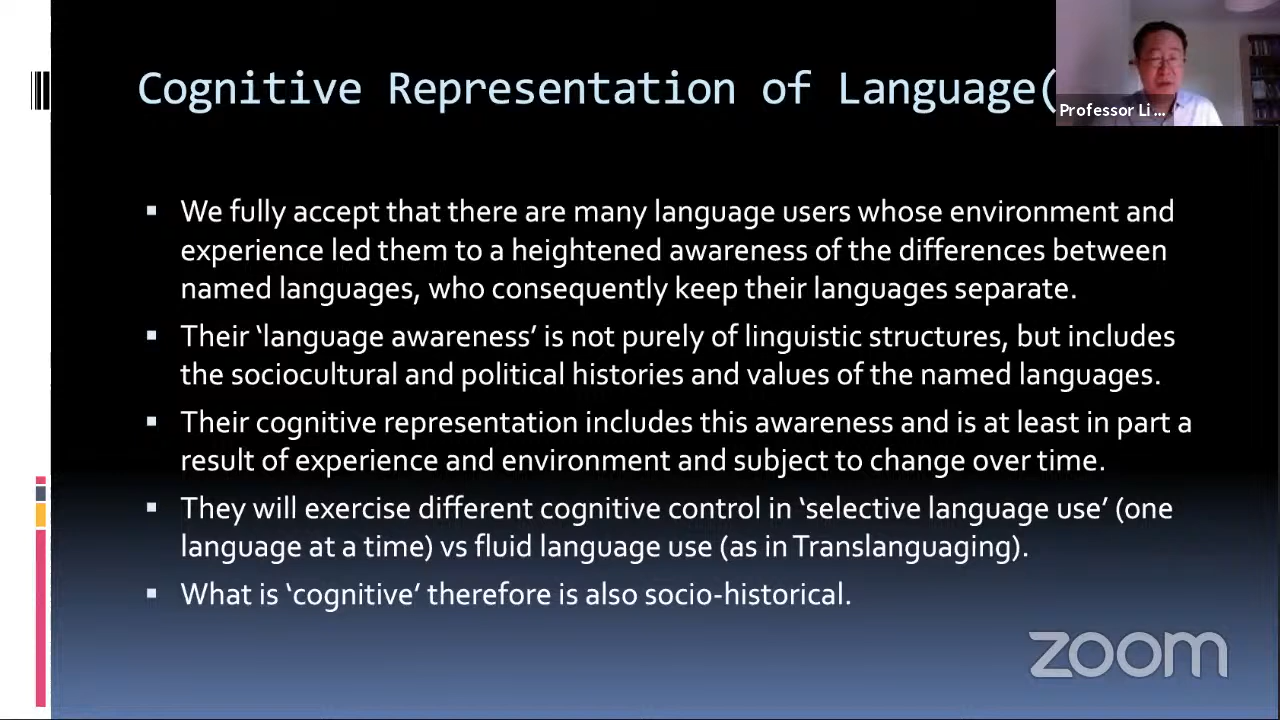 Cognitive Representation of Language(
Professor Li ...
We fully accept that there are many language users whose environment and
experience led them to a heightened awareness of the differences between
named languages, who consequently keep their languages separate.
Their ‘language awareness’ is not purely of linguistic structures, but includes
the sociocultural and political histories and values of the named languages.
Their cognitive representation includes this awareness and is at least in part a
result of experience and environment and subject to change over time.
They will exercise different cognitive control in ‘selective language use’ (one
language at a time) vs fluid language use (as in Translanguaging).
What is ‘cognitive’ therefore is also socio-historical.
zoom